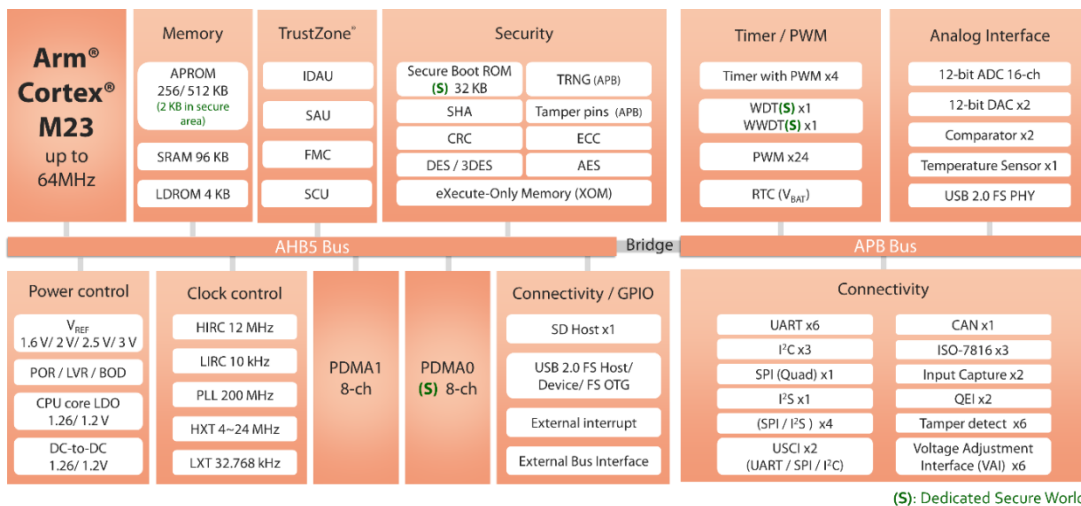 Arm®
Cortex®
M23
up to
64MHz
Memory
APROM
256/ 512 KB
(2 KB in secure
area)
SRAM 96 KB
LDROM 4 KB
TrustZone®
IDAU
SAU
FMC
SCU
Security
Secure Boot ROM
(S) 32 KB
TRNG (APB)
SHA
Tamper pins (APB)
CRC
ECC
DES / 3DES
AES
eXecute-Only Memory (XOM)
Timer / PWM
Timer with PWM x4
WDT(S) x1
WWDT(S) x1
PWM x24
RTC (VBAT)
Analog Interface
12-bit ADC 16-ch
12-bit DAC x2
Comparator x2
Temperature Sensor x1
USB 2.0 FS PHY
AHB5 Bus
Bridge
APB Bus
Power control
VREF
1.6 V/ 2 V/ 2.5 V/ 3 V
POR / LVR / BOD
CPU core LDO
1.26/ 1.2 V
DC-to-DC
1.26/ 1.2V
Clock control
HIRC 12 MHz
LIRC 10 kHz
PLL 200 MHz
HXT 4~24 MHz
LXT 32.768 kHz
PDMA1
8-ch
PDMA0
(S) 8-ch
Connectivity / GPIO
SD Host x1
USB 2.0 FS Host/
Device/ FS OTG
External interrupt
External Bus Interface
Connectivity
UART x6
I²C x3
SPI (Quad) x1
I²S x1
(SPI / I²S ) x4
USCI x2
(UART / SPI / I²C)
CAN x1
ISO-7816 x3
Input Capture x2
QEI x2
Tamper detect x6
Voltage Adjustment
Interface (VAI) x6
(S): Dedicated Secure World